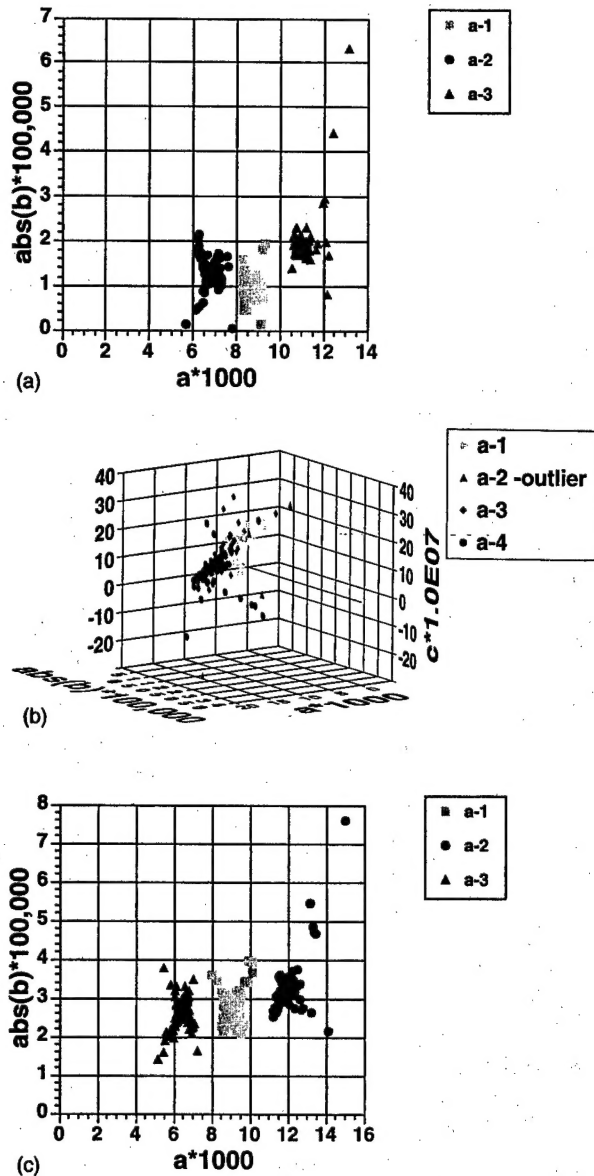 7
6
5
4
3
2
1
0
abs(b)*100,000
0 2 4 6 8 10 12 14
a*1000
a-1
a-2
a-3
(a)
40
30
20
10
0
-10
-20
40
30
20
10
0
-10
-20
c*1.0E07
abs(b)*100,000
a*1000
a-1
a-2 -outlier
a-3
a-4
(b)
8
7
6
5
4
3
2
1
0
abs(b)*100,000
0 2 4 6 8 10 12 14 16
a*1000
a-1
a-2
a-3
(c)